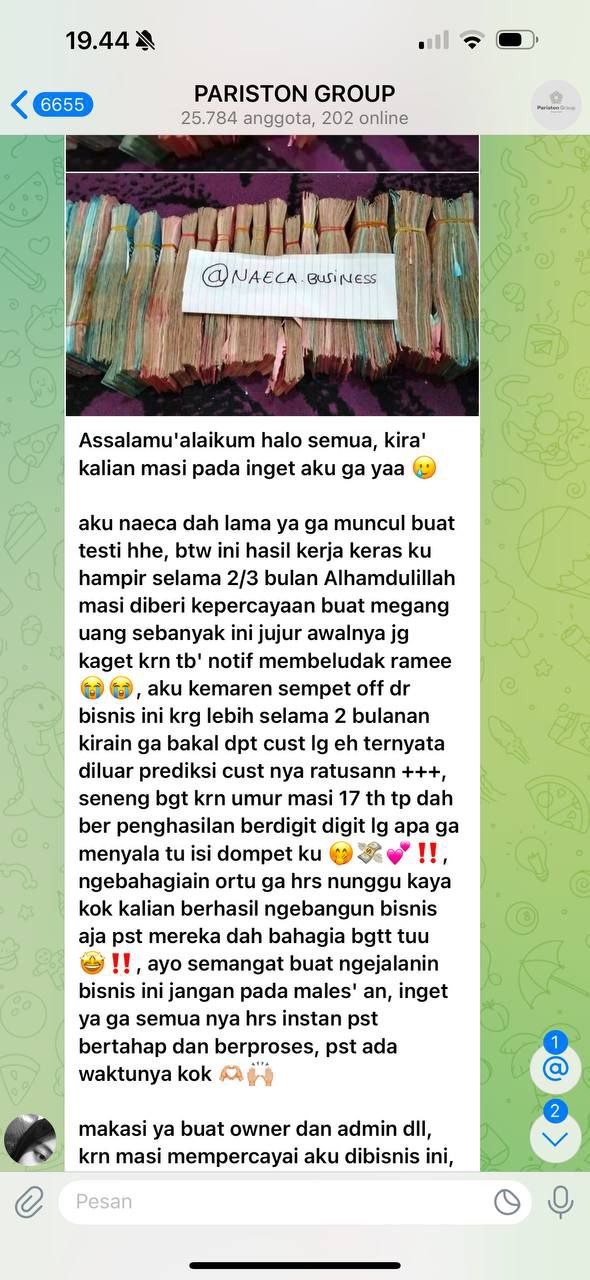 19.44
6655
PARISTON GROUP
25.784 anggota, 202 online
Pariston Group
@NAECA.BUSINESS
Assalamu'alaikum halo semua, kira'
kalian masi pada inget aku ga yaa 🥲
aku naeca dah lama ya ga muncul buat
testi hhe, btw ini hasil kerja keras ku
hampir selama 2/3 bulan Alhamdulillah
masi diberi kepercayaan buat megang
uang sebanyak ini jujur awalnya jg
kaget krn tb' notif membeludak ramee
😭😭, aku kemaren sempet off dr
bisnis ini krg lebih selama 2 bulanan
kirain ga bakal dpt cust lg eh ternyata
diluar prediksi cust nya ratusann +++,
seneng bgt krn umur masi 17 th tp dah
ber penghasilan berdigit digit lg apa ga
menyala tu isi dompet ku 🤭💸💕‼️,
ngebahagiain ortu ga hrs nunggu kaya
kok kalian berhasil ngebangun bisnis
aja pst mereka dah bahagia bgtt tuu
🤩‼️, ayo semangat buat ngejalanin
bisnis ini jangan pada males' an, inget
ya ga semua nya hrs instan pst
bertahap dan berproses, pst ada
waktunya kok 🫶🏼🙌🏼
1
@
2
makasi ya buat owner dan admin dll,
krn masi mempercayai aku dibisnis ini,
Pesan